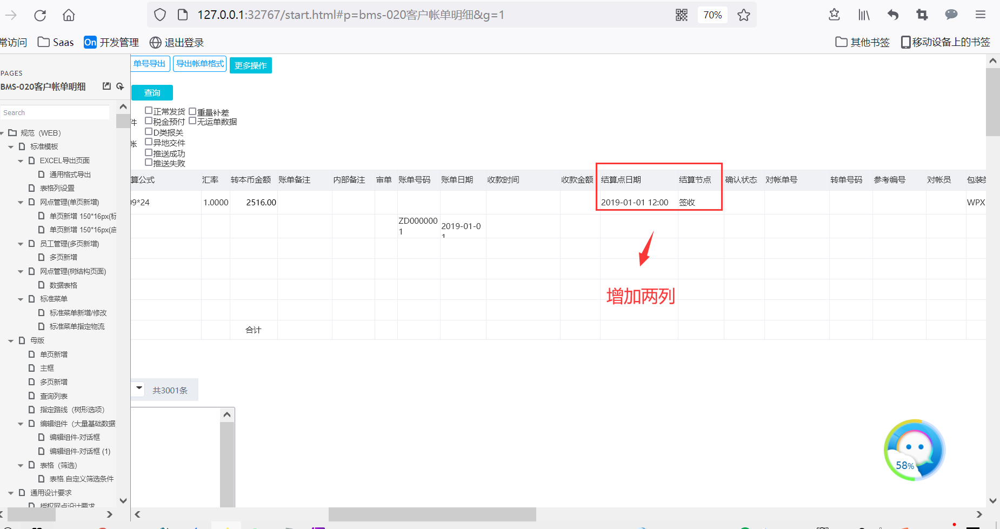 127.0.0.1:32767/start.html#p=bms-020客户帐单明细&g=1
70%
常访问
Saas
On 开发管理
退出登录
其他书签
移动设备上的书签
PAGES
BMS-020客户帐单明细
Search
规范（WEB）
标准模板
EXCEL导出页面
通用格式导出
表格列设置
网点管理(单页新增)
单页新增 150*16px(标
单页新增 150*16px(启
员工管理(多页新增)
多页新增
网点管理(树结构页面)
数据表格
标准菜单
标准菜单新增/修改
标准菜单指定物流
母版
单页新增
主框
多页新增
查询列表
指定路线（树形选项）
编辑组件（大量基础数据
编辑组件-对话框
编辑组件-对话框 (1)
表格（筛选）
表格.自定义筛选条件
通用设计要求
授权网点设计要求
单号导出
导出帐单格式
更多操作
查询
正常发货
重量补差
件
税金预付
无运单数据
D类报关
帐
异地交件
推送成功
推送失败
算公式 汇率 转本币金额 账单备注 内部备注 审单 账单号码 账单日期 收款时间 收款金额 结算点日期 结算节点 确认状态 对帐单号 转单号码 参考编号 对帐员 包装类
99*24 1.0000 2516.00 2019-01-01 12:00 签收 WPX
ZD000000
1
2019-01-0
1
增加两列
合计
共3001条
58%